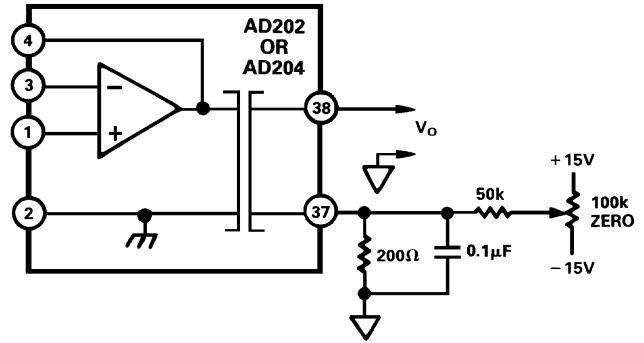 AD202
OR
AD204
4
3
1
2
−
+
38
37
V_O
+15V
50k
100k
ZERO
200Ω
0.1µF
−15V